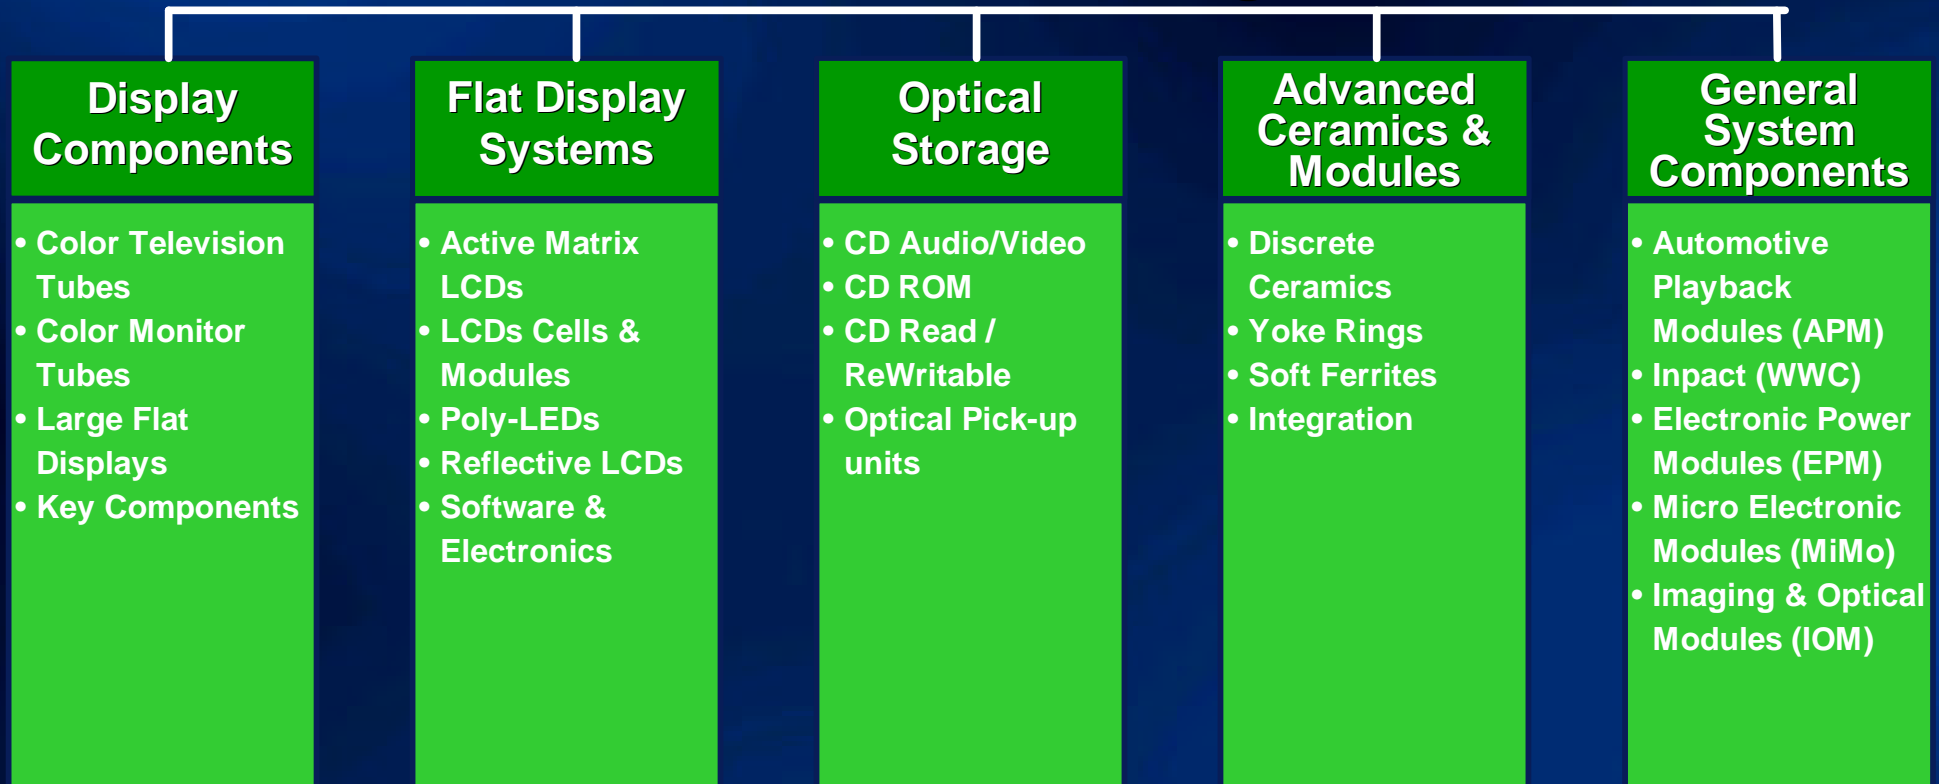 Display
Components
• Color Television
Tubes
• Color Monitor
Tubes
• Large Flat
Displays
• Key Components
Flat Display
Systems
• Active Matrix
LCDs
• LCDs Cells &
Modules
• Poly-LEDs
• Reflective LCDs
• Software &
Electronics
Optical
Storage
• CD Audio/Video
• CD ROM
• CD Read /
ReWritable
• Optical Pick-up
units
Advanced
Ceramics &
Modules
• Discrete
Ceramics
• Yoke Rings
• Soft Ferrites
• Integration
General
System
Components
• Automotive
Playback
Modules (APM)
• Inpact (WWC)
• Electronic Power
Modules (EPM)
• Micro Electronic
Modules (MiMo)
• Imaging & Optical
Modules (IOM)